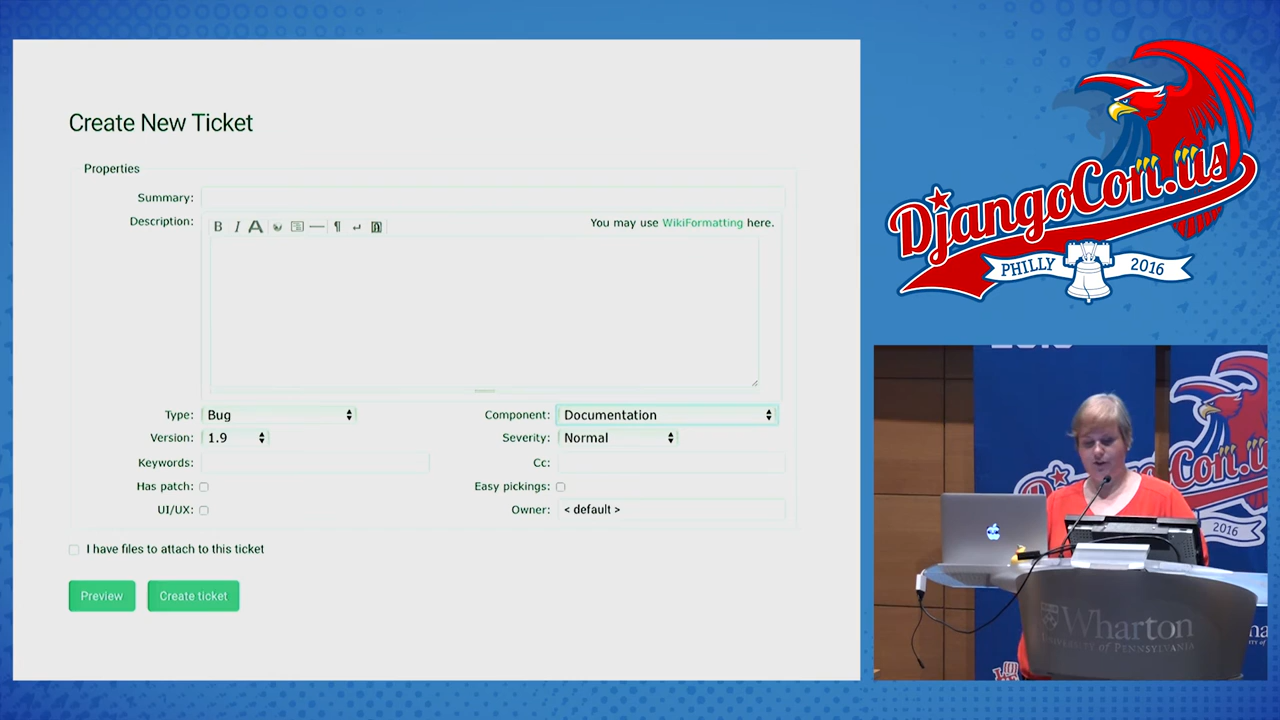 Create New Ticket
Properties
Summary:
Description:
B I A
You may use WikiFormatting here.
Type: Bug
Component: Documentation
Version: 1.9
Severity: Normal
Keywords:
Cc:
Has patch:
Easy pickings:
UI/UX:
Owner: < default >
I have files to attach to this ticket
Preview
Create ticket
DjangoCon.us
PHILLY 2016
DjangoCon.u
2016
Wharton
UNIVERSITY of PENNSYLVANIA